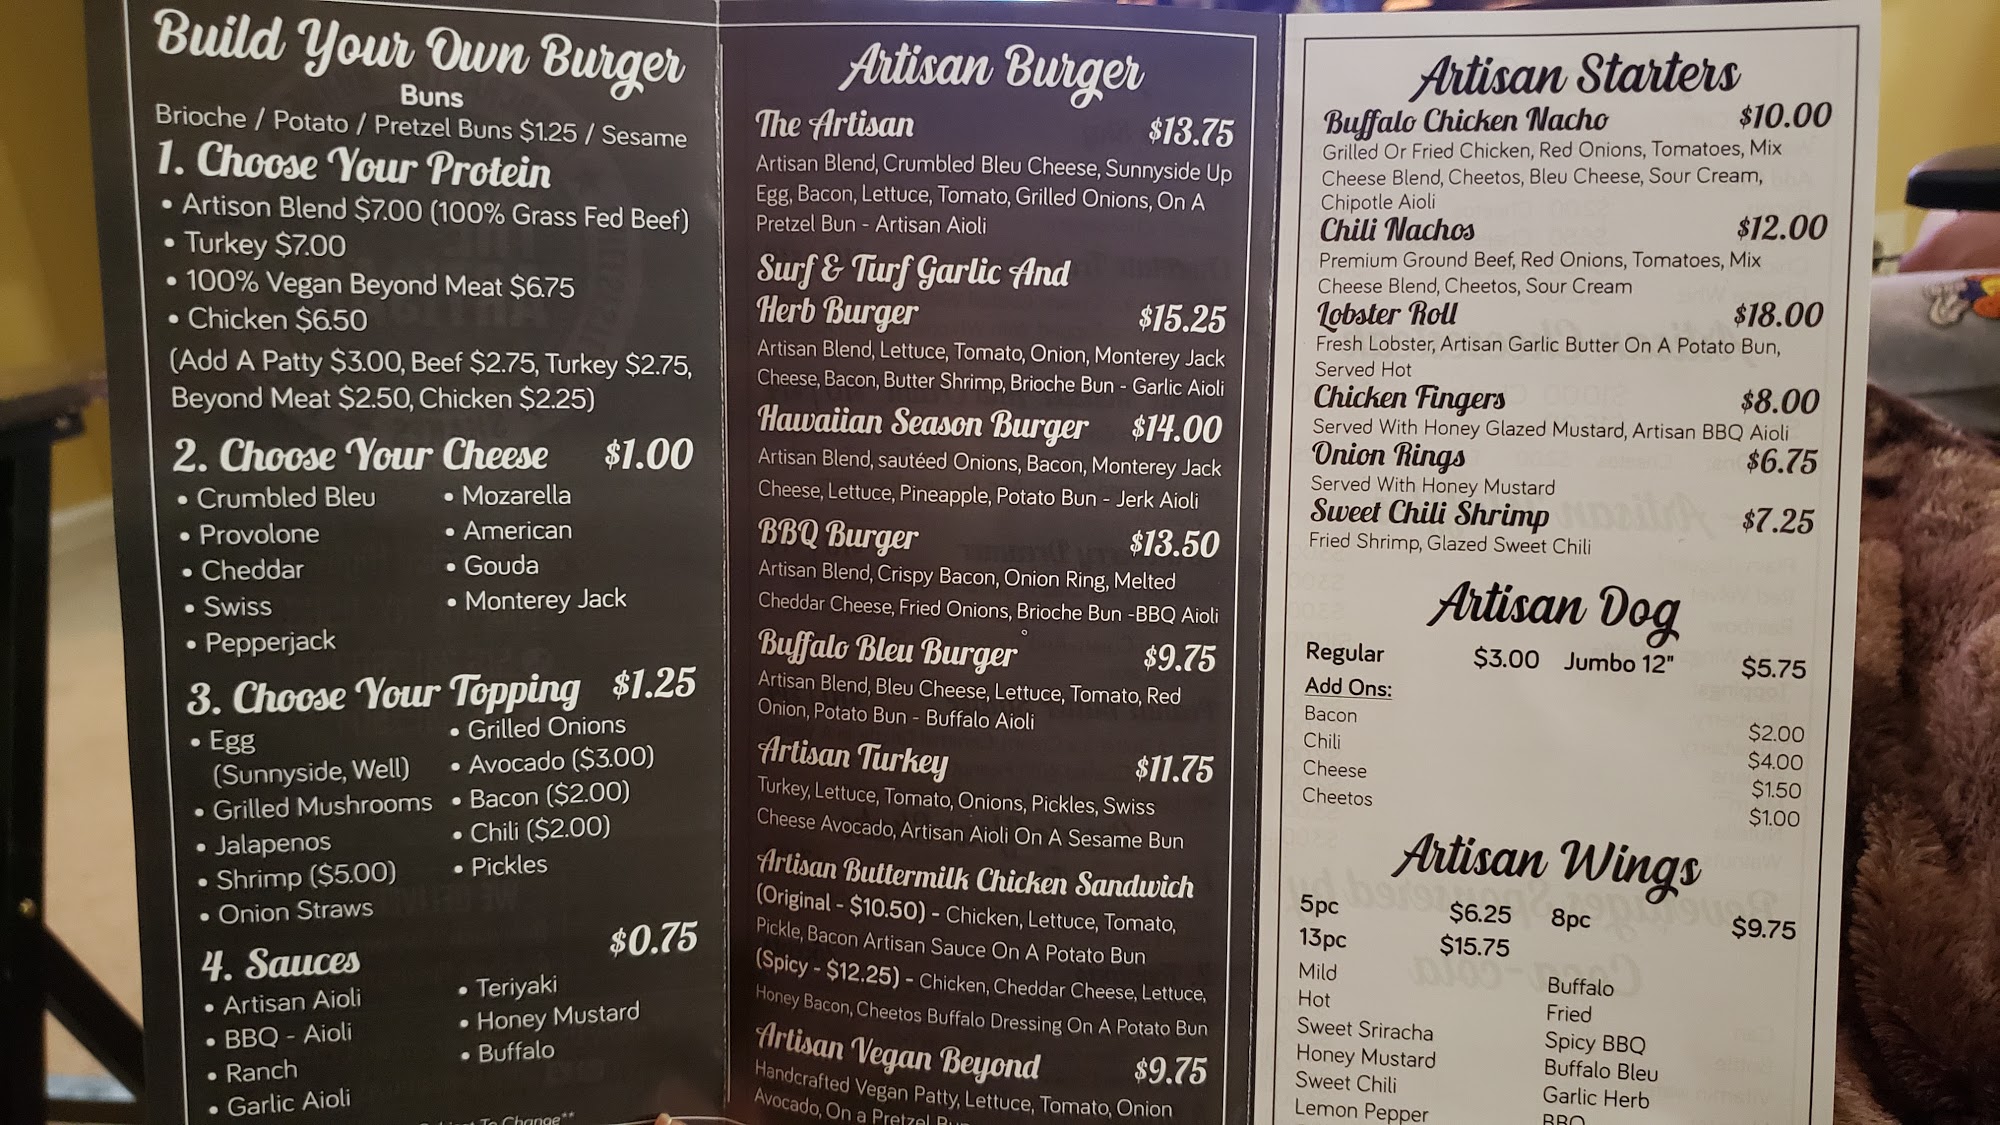 Build Your Own Burger
Buns
Brioche / Potato / Pretzel Buns $1.25 / Sesame
1. Choose Your Protein
• Artison Blend $7.00 (100% Grass Fed Beef)
• Turkey $7.00
• 100% Vegan Beyond Meat $6.75
• Chicken $6.50
(Add A Patty $3.00, Beef $2.75, Turkey $2.75,
Beyond Meat $2.50, Chicken $2.25)
2. Choose Your Cheese $1.00
• Crumbled Bleu
• Provolone
• Cheddar
• Swiss
• Pepperjack
• Mozarella
• American
• Gouda
• Monterey Jack
3. Choose Your Topping $1.25
• Egg
(Sunnyside, Well)
• Grilled Mushrooms
• Jalapenos
• Shrimp ($5.00)
• Onion Straws
• Grilled Onions
• Avocado ($3.00)
• Bacon ($2.00)
• Chili ($2.00)
• Pickles
4. Sauces $0.75
• Artisan Aioli
• BBQ - Aioli
• Ranch
• Garlic Aioli
• Teriyaki
• Honey Mustard
• Buffalo
To Change**
Artisan Burger
The Artisan $13.75
Artisan Blend, Crumbled Bleu Cheese, Sunnyside Up
Egg, Bacon, Lettuce, Tomato, Grilled Onions, On A
Pretzel Bun - Artisan Aioli
Surf & Turf Garlic And
Herb Burger $15.25
Artisan Blend, Lettuce, Tomato, Onion, Monterey Jack
Cheese, Bacon, Butter Shrimp, Brioche Bun - Garlic Aioli
Hawaiian Season Burger $14.00
Artisan Blend, sautéed Onions, Bacon, Monterey Jack
Cheese, Lettuce, Pineapple, Potato Bun - Jerk Aioli
BBQ Burger $13.50
Artisan Blend, Crispy Bacon, Onion Ring, Melted
Cheddar Cheese, Fried Onions, Brioche Bun -BBQ Aioli
Buffalo Bleu Burger $9.75
Artisan Blend, Bleu Cheese, Lettuce, Tomato, Red
Onion, Potato Bun - Buffalo Aioli
Artisan Turkey $11.75
Turkey, Lettuce, Tomato, Onions, Pickles, Swiss
Cheese Avocado, Artisan Aioli On A Sesame Bun
Artisan Buttermilk Chicken Sandwich
(Original - $10.50) - Chicken, Lettuce, Tomato,
Pickle, Bacon Artisan Sauce On A Potato Bun
(Spicy - $12.25) - Chicken, Cheddar Cheese, Lettuce,
Honey Bacon, Cheetos Buffalo Dressing On A Potato Bun
Artisan Vegan Beyond $9.75
Handcrafted Vegan Patty, Lettuce, Tomato, Onion
Avocado, On a Pretzel
Artisan Starters
Buffalo Chicken Nacho $10.00
Grilled Or Fried Chicken, Red Onions, Tomatoes, Mix
Cheese Blend, Cheetos, Bleu Cheese, Sour Cream,
Chipotle Aioli
Chili Nachos $12.00
Premium Ground Beef, Red Onions, Tomatoes, Mix
Cheese Blend, Cheetos, Sour Cream
Lobster Roll $18.00
Fresh Lobster, Artisan Garlic Butter On A Potato Bun,
Served Hot
Chicken Fingers $8.00
Served With Honey Glazed Mustard, Artisan BBQ Aioli
Onion Rings $6.75
Served With Honey Mustard
Sweet Chili Shrimp $7.25
Fried Shrimp, Glazed Sweet Chili
Artisan Dog
Regular $3.00 Jumbo 12" $5.75
Add Ons:
Bacon $2.00
Chili $4.00
Cheese $1.50
Cheetos $1.00
Artisan Wings
5pc $6.25 8pc $9.75
13pc $15.75
Mild
Hot
Sweet Sriracha
Honey Mustard
Sweet Chili
Lemon Pepper
Buffalo
Fried
Spicy BBQ
Buffalo Bleu
Garlic Herb
BBQ